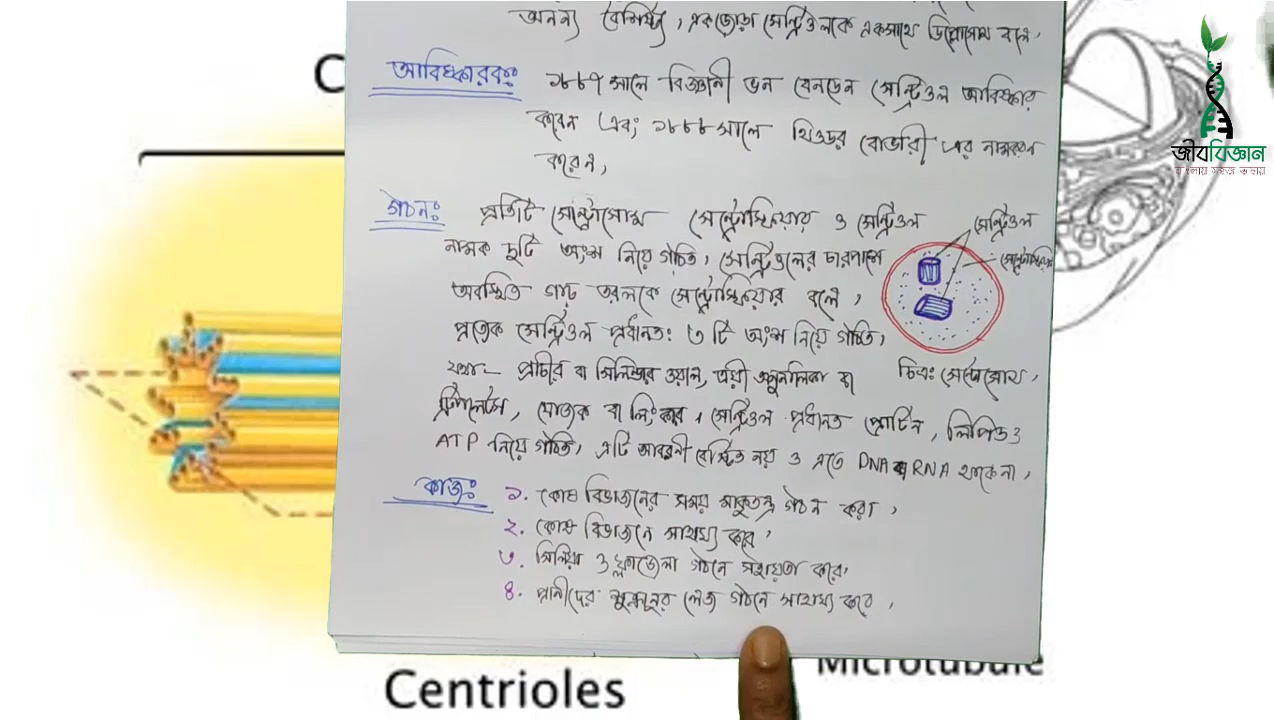 অনন্য বৈশিষ্ট্য, একজোড়া সেন্ট্রিওলকে একসাথে ডিপ্লোসোম বলে,
আবিষ্কারকঃ ১৮৮৭ সালে বিজ্ঞানী ভন বেনডেন সেন্ট্রিওল আবিষ্কার
করেন এবং ১৮৮৮ সালে থিওডর বোভারী এর নামকরণ
করেন,
গঠনঃ প্রতিটি সেন্ট্রোসোম সেন্ট্রোস্ফিয়ার ও সেন্ট্রিওল
নামক দুটি অংশ নিয়ে গঠিত, সেন্ট্রিওলের চারপাশে
অবস্থিত গাঢ় তরলকে সেন্ট্রোস্ফিয়ার বলে,
প্রত্যেক সেন্ট্রিওল প্রধানতঃ ৩ টি অংশ নিয়ে গঠিত,
যথা- প্রাচীর বা সিলিন্ডার ওয়াল, ত্রয়ী অনুনালিকা বা
ট্রিপলেটস, যোজক বা লিংকার, সেন্ট্রিওল প্রধানত প্রোটিন, লিপিড ও
ATP নিয়ে গঠিত, এটি আবরণী বেষ্টিত নয় ও এতে DNA বা RNA থাকে না,
সেন্ট্রিওল
সেন্ট্রোস্ফিয়ার
চিত্রঃ সেন্ট্রোসোম,
কাজঃ ১. কোষ বিভাজনের সময় মাকুতন্ত্র গঠন করা,
২. কোষ বিভাজনে সাহায্য করে,
৩. সিলিয়া ও ফ্লাজেলা গঠনে সহায়তা করে,
৪. প্রানীদের শুক্রানুর লেজ গঠনে সাহায্য করে,
C
Centrioles
Microtubule
জীববিজ্ঞান
বাংলায় সহজ ভাষায়